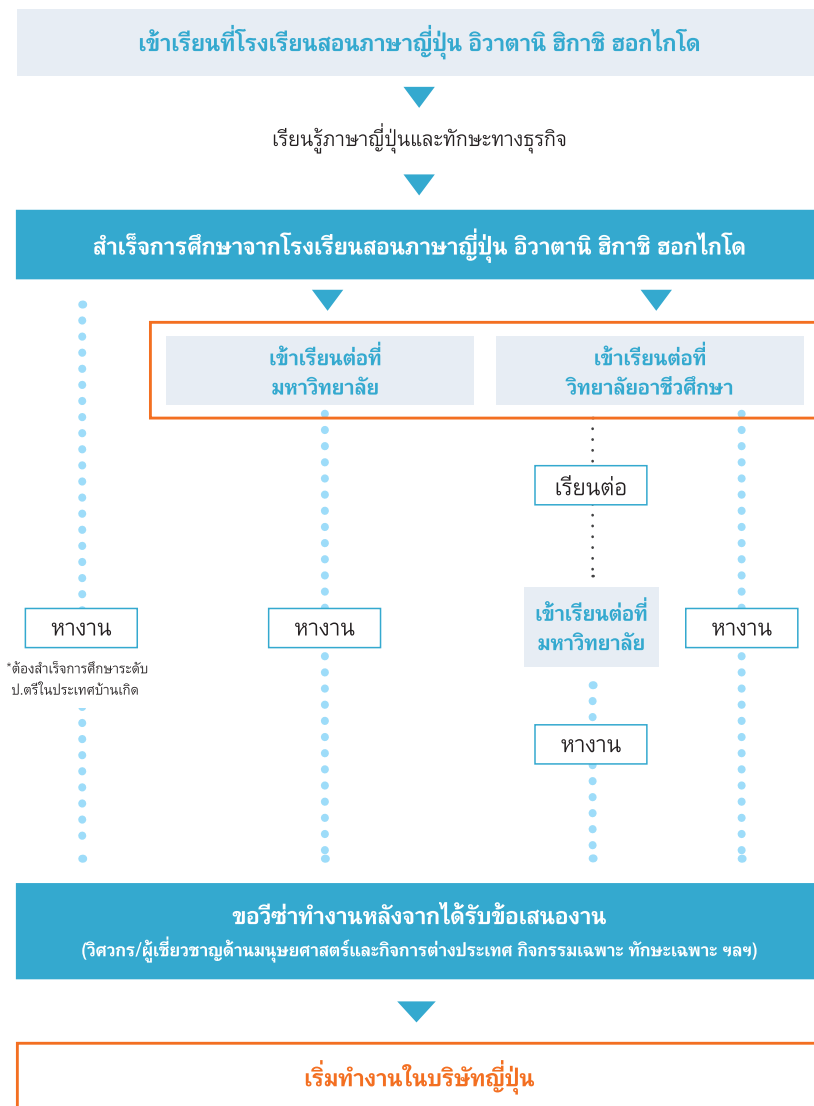 เข้าเรียนที่โรงเรียนสอนภาษาญี่ปุ่น อิวาตานิ ฮิกาชิ ฮอกไกโด
เรียนรู้ภาษาญี่ปุ่นและทักษะทางธุรกิจ
สำเร็จการศึกษาจากโรงเรียนสอนภาษาญี่ปุ่น อิวาตานิ ฮิกาชิ ฮอกไกโด
เข้าเรียนต่อที่
มหาวิทยาลัย
เข้าเรียนต่อที่
วิทยาลัยอาชีวศึกษา
เรียนต่อ
เข้าเรียนต่อที่
มหาวิทยาลัย
หางาน
*ต้องสำเร็จการศึกษาระดับ
ป.ตรีในประเทศบ้านเกิด
หางาน
หางาน
หางาน
ขอวีซ่าทำงานหลังจากได้รับข้อเสนองาน
(วิศวกร/ผู้เชี่ยวชาญด้านมนุษยศาสตร์และกิจการต่างประเทศ กิจกรรมเฉพาะ ทักษะเฉพาะ ฯลฯ)
เริ่มทำงานในบริษัทญี่ปุ่น